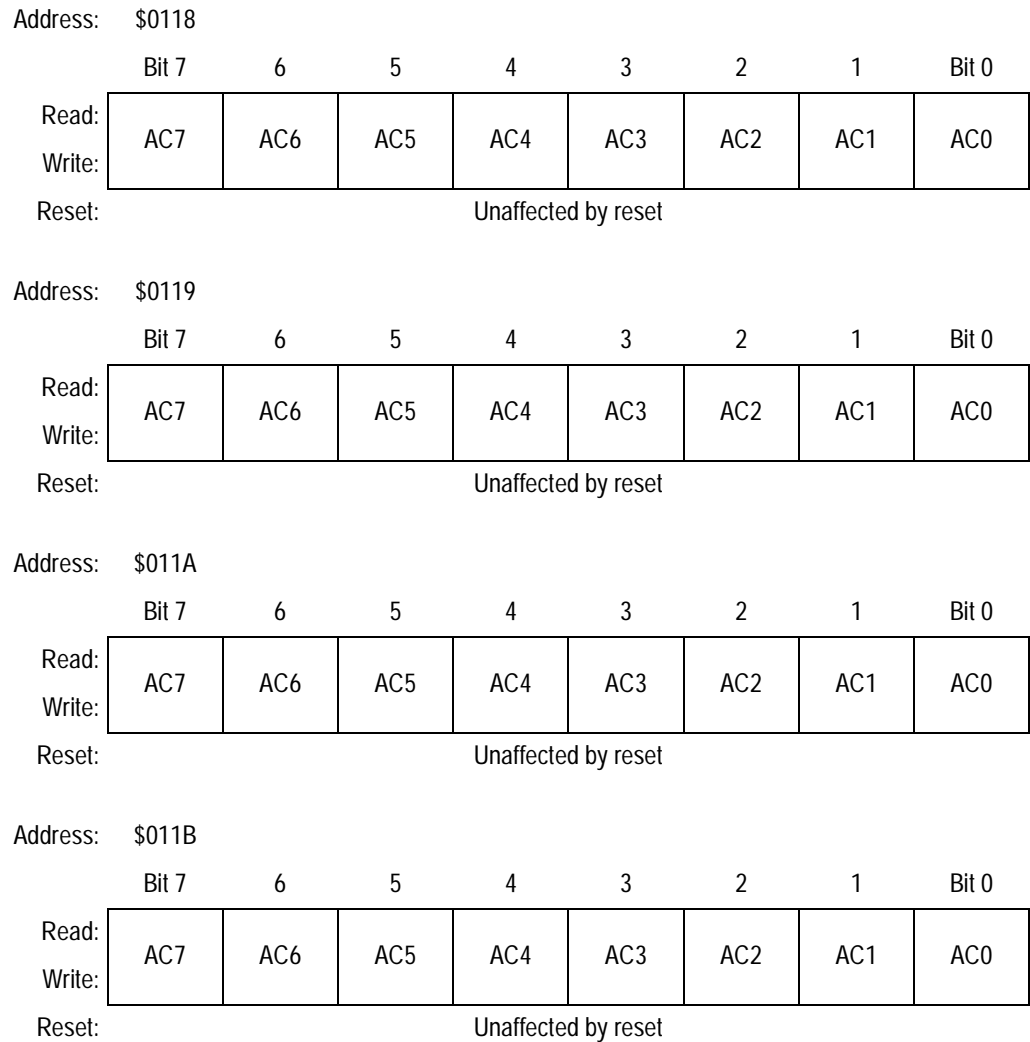 Address: $0118
Bit 7 6 5 4 3 2 1 Bit 0
Read:
AC7 AC6 AC5 AC4 AC3 AC2 AC1 AC0
Write:
Reset: Unaffected by reset
Address: $0119
Bit 7 6 5 4 3 2 1 Bit 0
Read:
AC7 AC6 AC5 AC4 AC3 AC2 AC1 AC0
Write:
Reset: Unaffected by reset
Address: $011A
Bit 7 6 5 4 3 2 1 Bit 0
Read:
AC7 AC6 AC5 AC4 AC3 AC2 AC1 AC0
Write:
Reset: Unaffected by reset
Address: $011B
Bit 7 6 5 4 3 2 1 Bit 0
Read:
AC7 AC6 AC5 AC4 AC3 AC2 AC1 AC0
Write:
Reset: Unaffected by reset